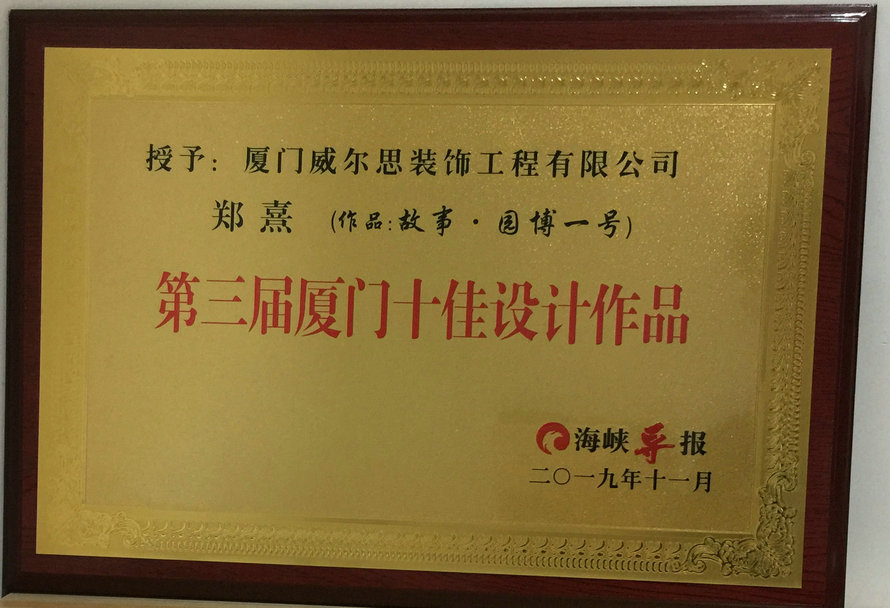 授予：厦门威尔思装饰工程有限公司
郑熹（作品：故事·园博一号）
第三届厦门十佳设计作品
海峡导报
二〇一九年十一月